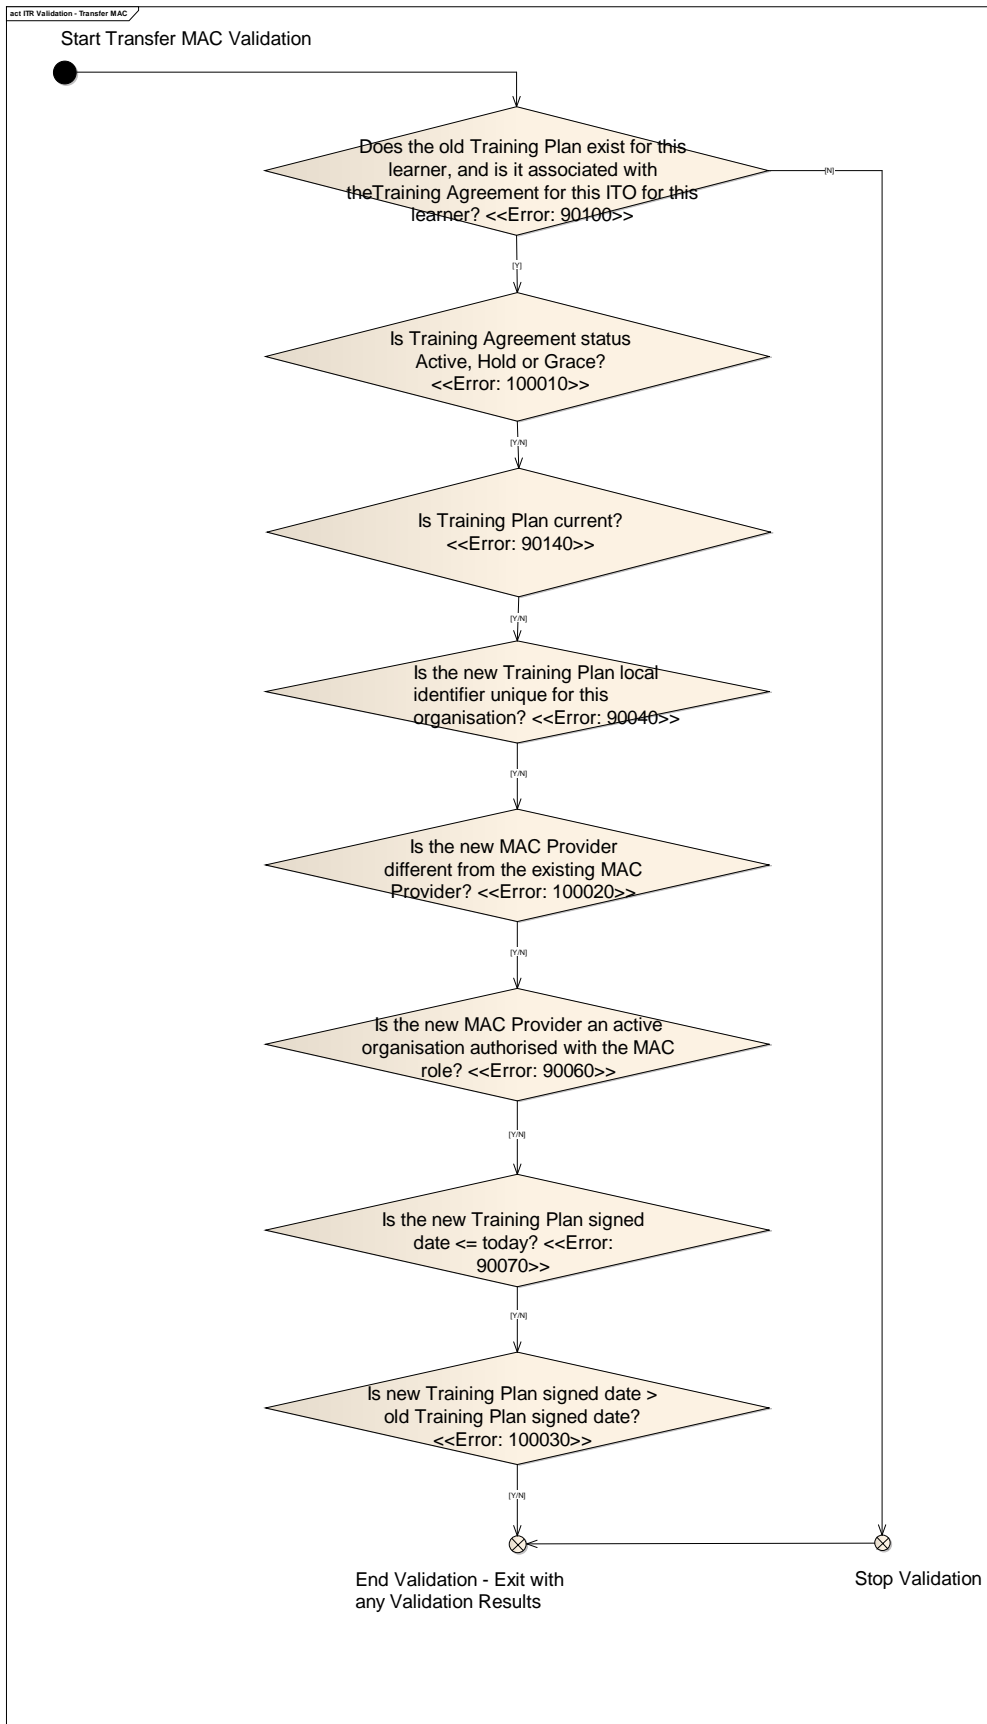 act ITR Validation - Transfer MAC
Start Transfer MAC Validation
Does the old Training Plan exist for this
learner, and is it associated with
theTraining Agreement for this ITO for this
learner? <<Error: 90100>>
[N]
[Y]
Is Training Agreement status
Active, Hold or Grace?
<<Error: 100010>>
[Y/N]
Is Training Plan current?
<<Error: 90140>>
[Y/N]
Is the new Training Plan local
identifier unique for this
organisation? <<Error: 90040>>
[Y/N]
Is the new MAC Provider
different from the existing MAC
Provider? <<Error: 100020>>
[Y/N]
Is the new MAC Provider an active
organisation authorised with the MAC
role? <<Error: 90060>>
[Y/N]
Is the new Training Plan signed
date <= today? <<Error:
90070>>
[Y/N]
Is new Training Plan signed date >
old Training Plan signed date?
<<Error: 100030>>
[Y/N]
End Validation - Exit with
any Validation Results
Stop Validation